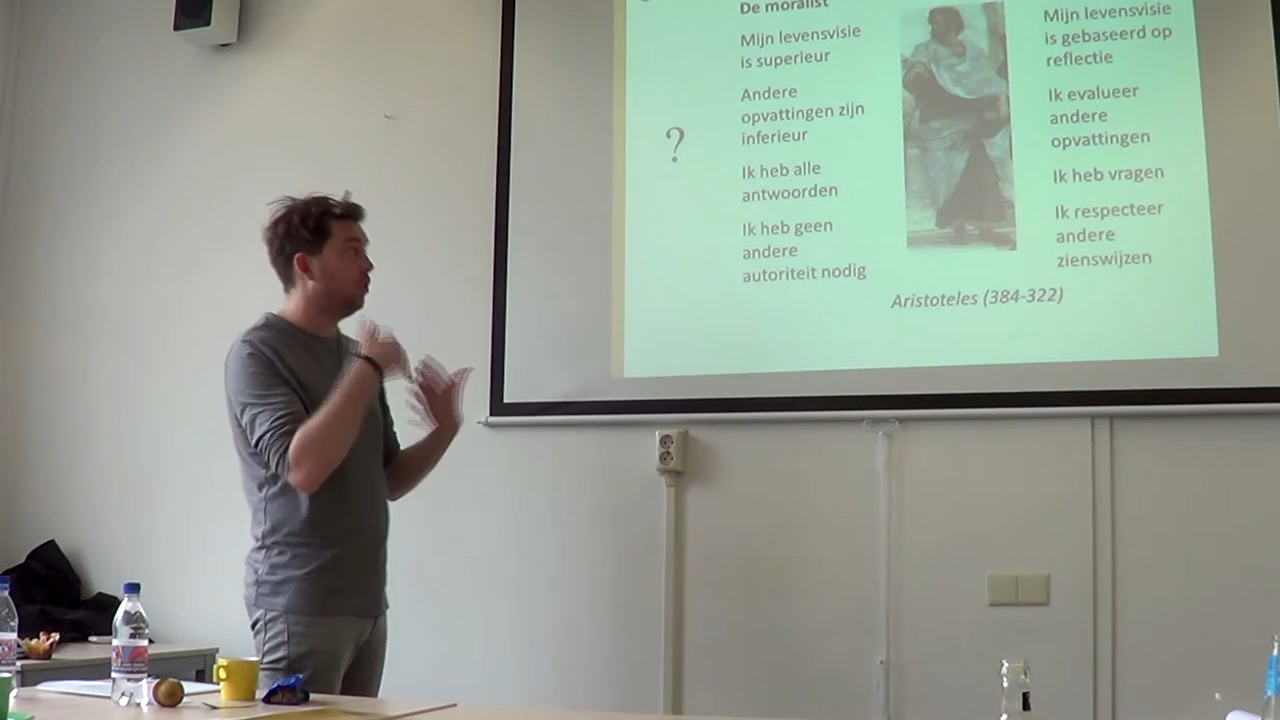 De moralist
Mijn levensvisie
is superieur
Andere
opvattingen zijn
inferieur
Ik heb alle
antwoorden
Ik heb geen
andere
autoriteit nodig
?
Mijn levensvisie
is gebaseerd op
reflectie
Ik evalueer
andere
opvattingen
Ik heb vragen
Ik respecteer
andere
zienswijzen
Aristoteles (384-322)